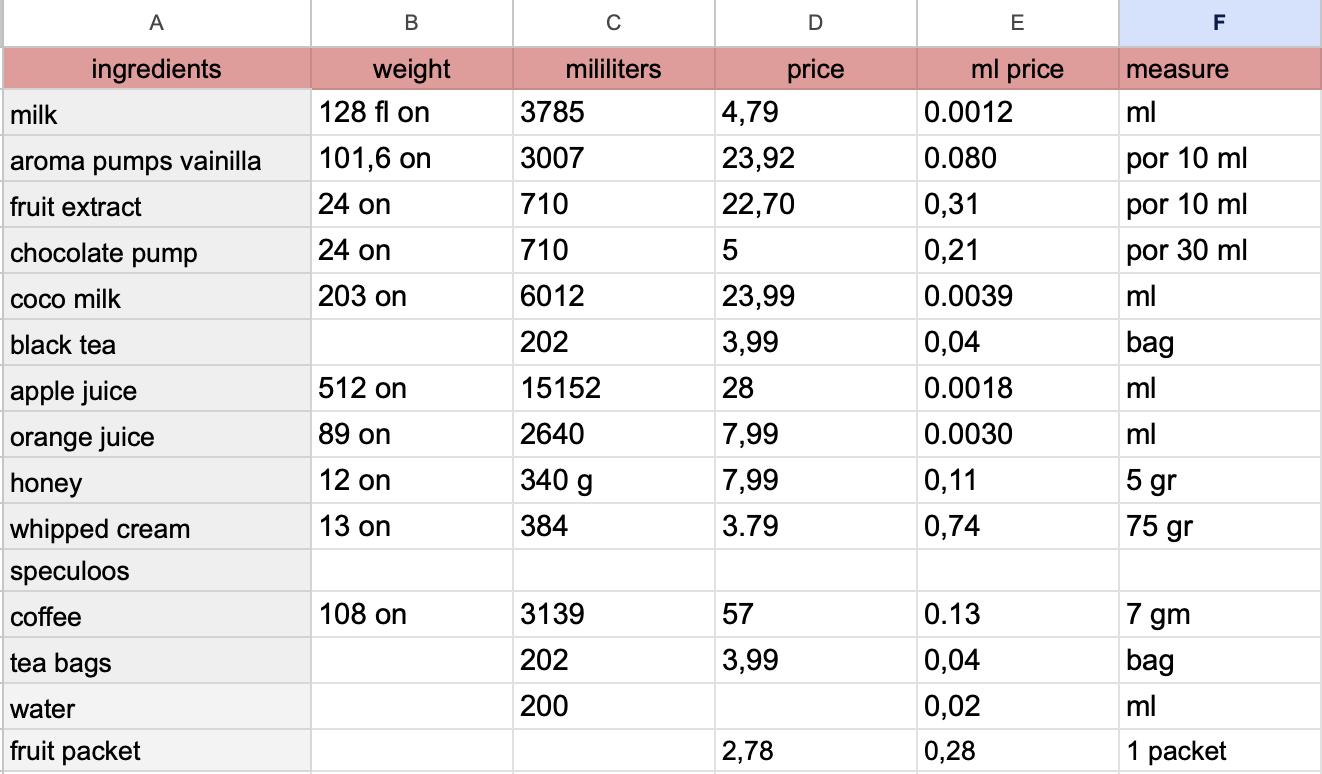 A B C D E F
ingredients weight mililiters price ml price measure
milk 128 fl on 3785 4,79 0.0012 ml
aroma pumps vainilla 101,6 on 3007 23,92 0.080 por 10 ml
fruit extract 24 on 710 22,70 0,31 por 10 ml
chocolate pump 24 on 710 5 0,21 por 30 ml
coco milk 203 on 6012 23,99 0.0039 ml
black tea 202 3,99 0,04 bag
apple juice 512 on 15152 28 0.0018 ml
orange juice 89 on 2640 7,99 0.0030 ml
honey 12 on 340 g 7,99 0,11 5 gr
whipped cream 13 on 384 3.79 0,74 75 gr
speculoos
coffee 108 on 3139 57 0.13 7 gm
tea bags 202 3,99 0,04 bag
water 200 0,02 ml
fruit packet 2,78 0,28 1 packet